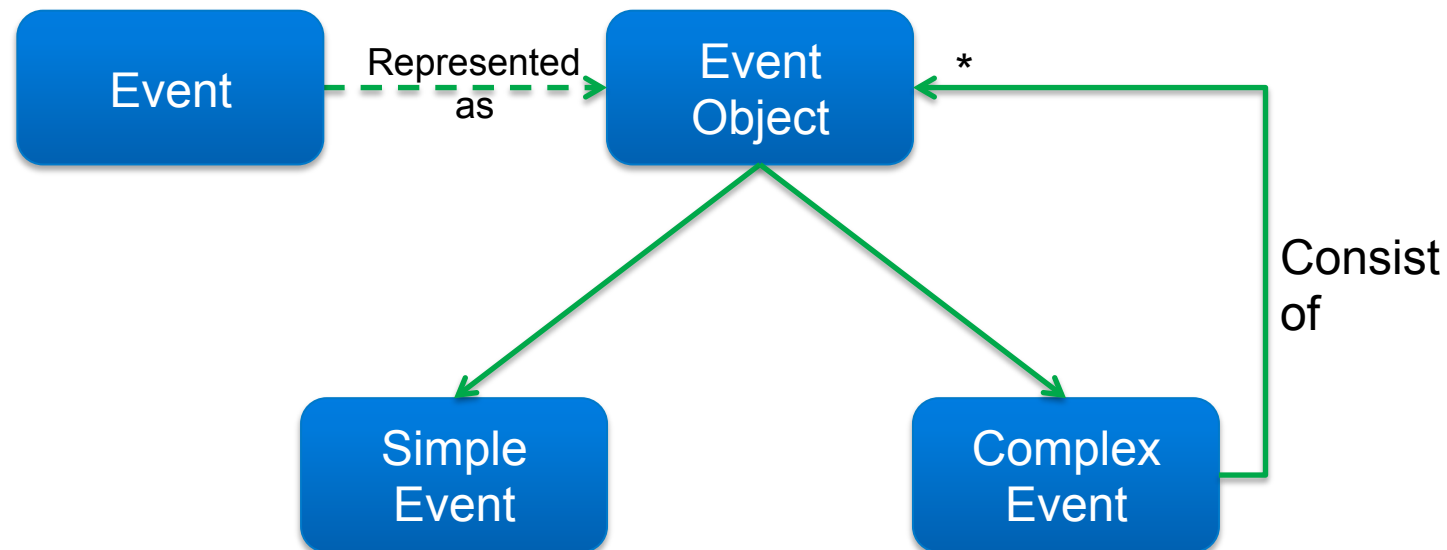 Event
Represented
as
Event
Object
*
Consist
of
Simple
Event
Complex
Event